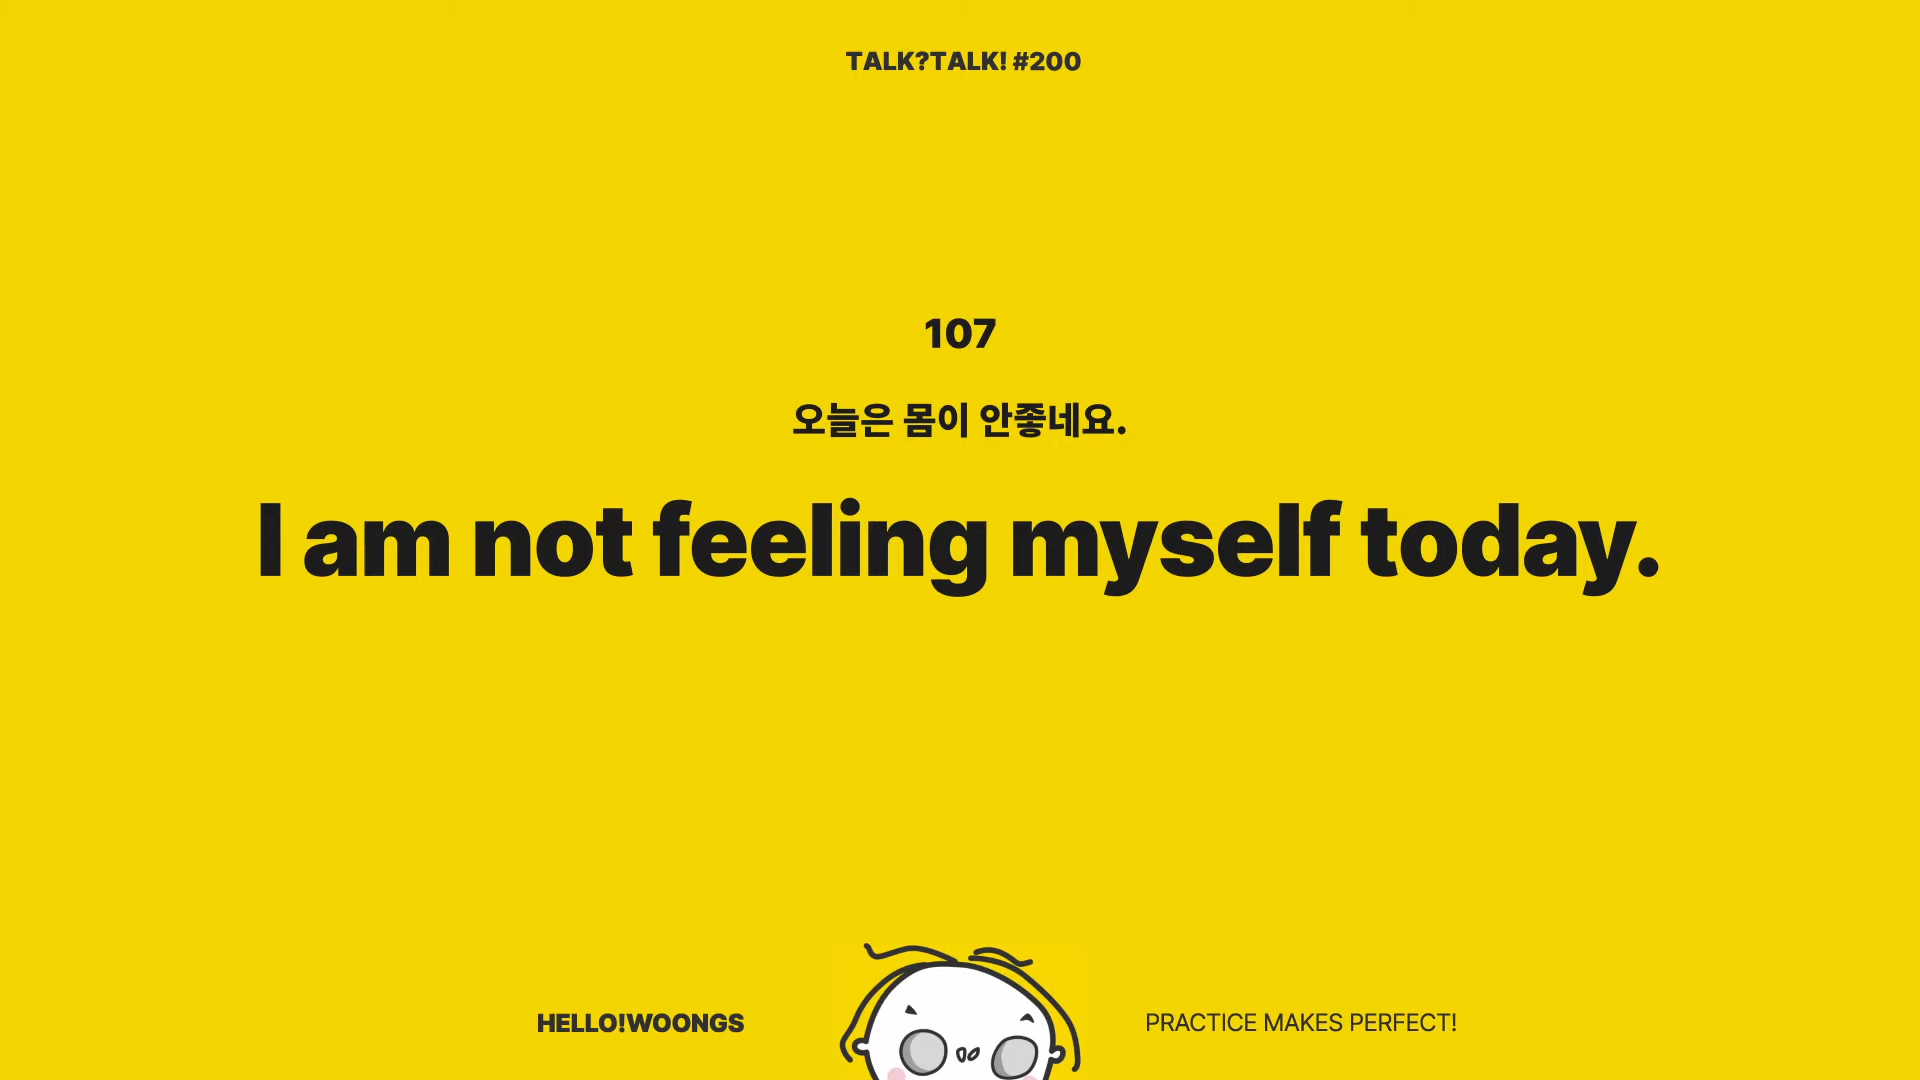 TALK?TALK! #200
107
오늘은 몸이 안좋네요.
I am not feeling myself today.
HELLO!WOONGS
PRACTICE MAKES PERFECT!